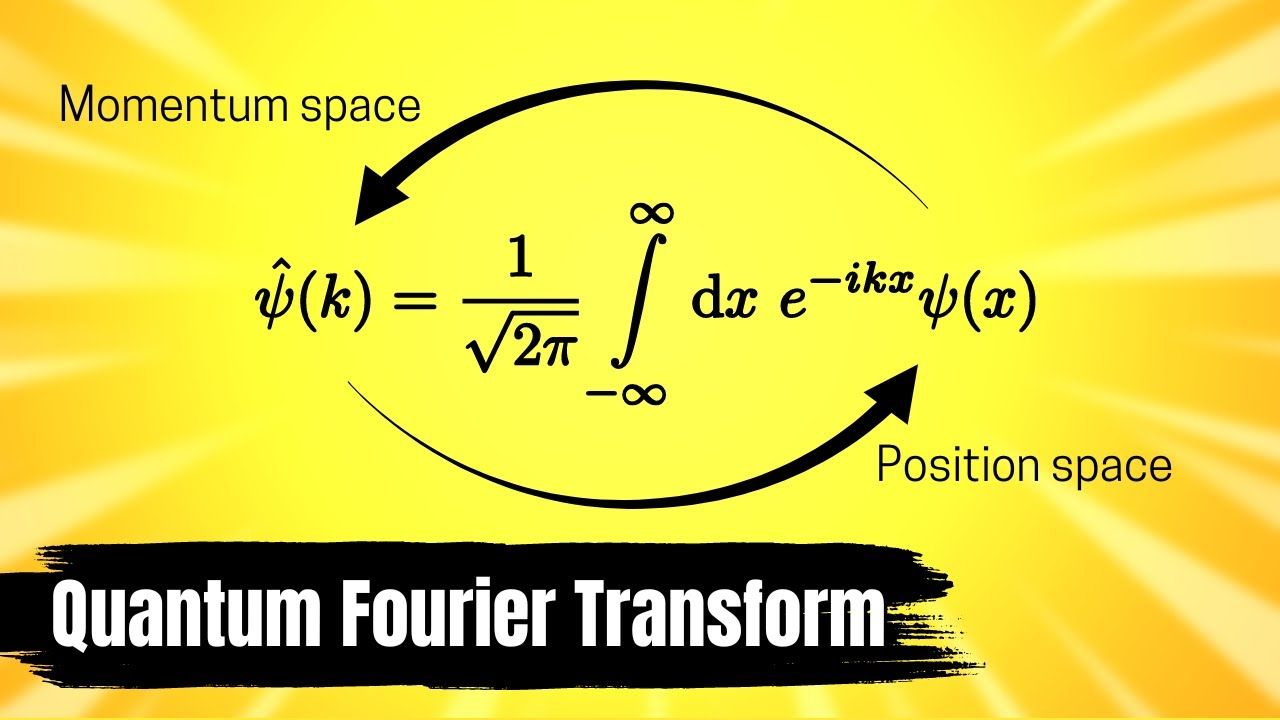 Momentum space
ψ̂(k) = 1/√2π ∫_{-∞}^{∞} dx e^{-ikx}ψ(x)
Position space
Quantum Fourier Transform